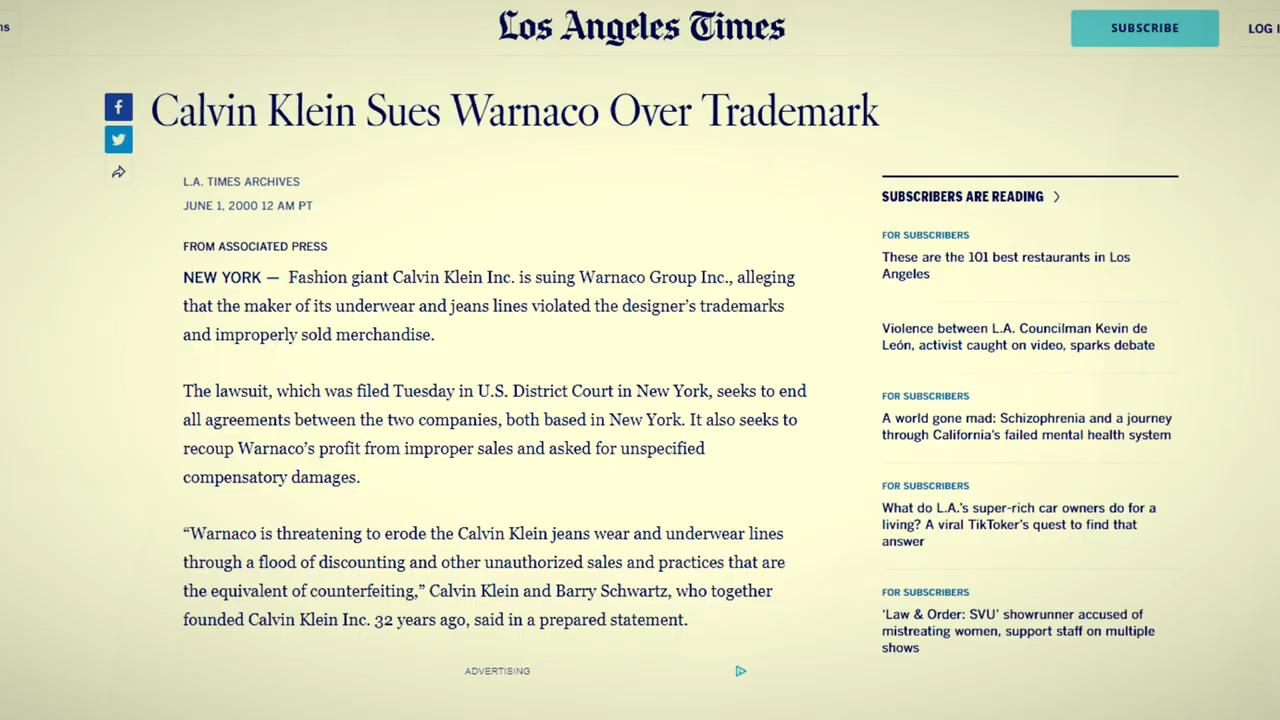 ns
Los Angeles Times
SUBSCRIBE
LOG I
Calvin Klein Sues Warnaco Over Trademark
L.A. TIMES ARCHIVES
JUNE 1, 2000 12 AM PT
FROM ASSOCIATED PRESS
NEW YORK — Fashion giant Calvin Klein Inc. is suing Warnaco Group Inc., alleging
that the maker of its underwear and jeans lines violated the designer’s trademarks
and improperly sold merchandise.
The lawsuit, which was filed Tuesday in U.S. District Court in New York, seeks to end
all agreements between the two companies, both based in New York. It also seeks to
recoup Warnaco’s profit from improper sales and asked for unspecified
compensatory damages.
“Warnaco is threatening to erode the Calvin Klein jeans wear and underwear lines
through a flood of discounting and other unauthorized sales and practices that are
the equivalent of counterfeiting,” Calvin Klein and Barry Schwartz, who together
founded Calvin Klein Inc. 32 years ago, said in a prepared statement.
ADVERTISING
SUBSCRIBERS ARE READING
FOR SUBSCRIBERS
These are the 101 best restaurants in Los
Angeles
Violence between L.A. Councilman Kevin de
León, activist caught on video, sparks debate
FOR SUBSCRIBERS
A world gone mad: Schizophrenia and a journey
through California’s failed mental health system
FOR SUBSCRIBERS
What do L.A.’s super-rich car owners do for a
living? A viral TikToker’s quest to find that
answer
FOR SUBSCRIBERS
‘Law & Order: SVU’ showrunner accused of
mistreating women, support staff on multiple
shows